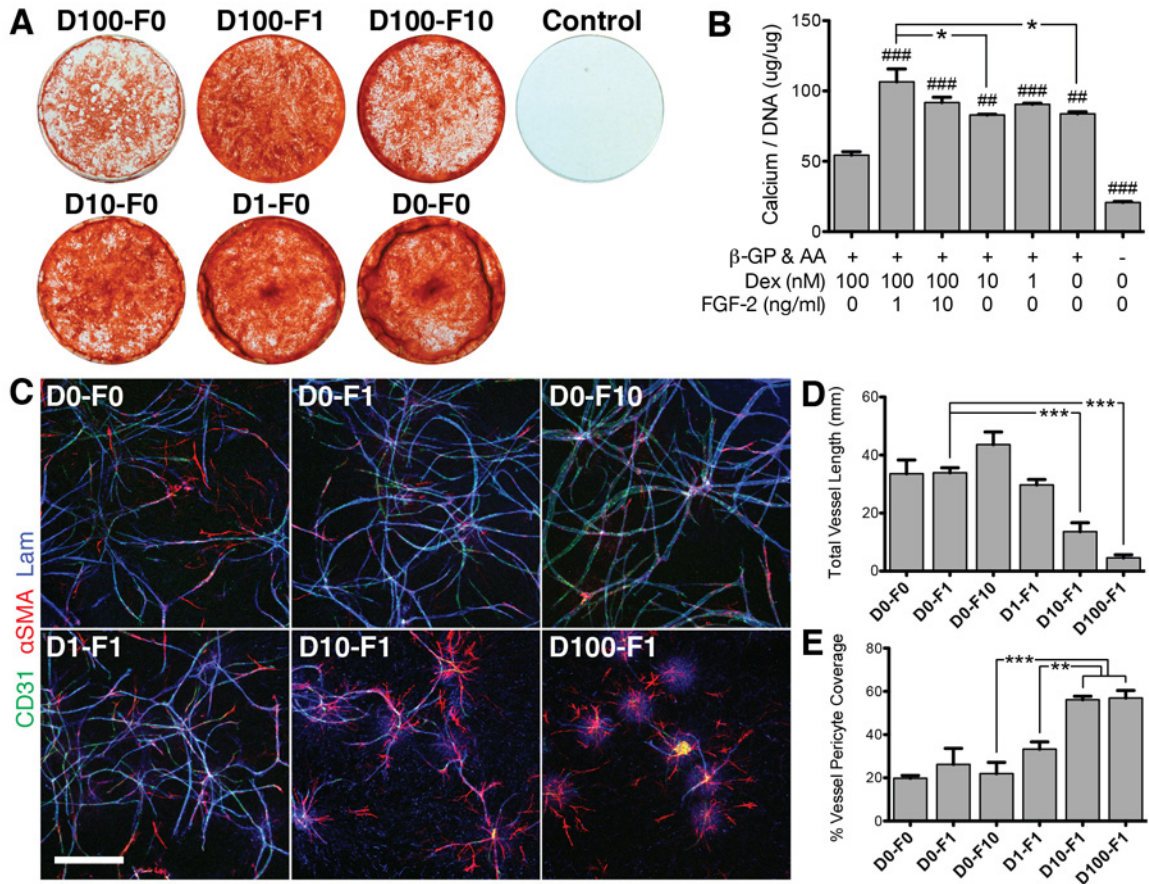 A
D100-F0 D100-F1 D100-F10 Control
D10-F0 D1-F0 D0-F0
B
Calcium / DNA (ug/ug)
150
100
50
0
* *
### ### ## ### ## ###
β-GP & AA + + + + + + -
Dex (nM) 100 100 100 10 1 0 0
FGF-2 (ng/ml) 0 1 10 0 0 0 0
C
CD31 αSMA Lam
D0-F0 D0-F1 D0-F10
D1-F1 D10-F1 D100-F1
D
Total Vessel Length (mm)
60
40
20
0
***
***
D0-F0 D0-F1 D0-F10 D1-F1 D10-F1 D100-F1
E
% Vessel Pericyte Coverage
80
60
40
20
0
***
**
D0-F0 D0-F1 D0-F10 D1-F1 D10-F1 D100-F1